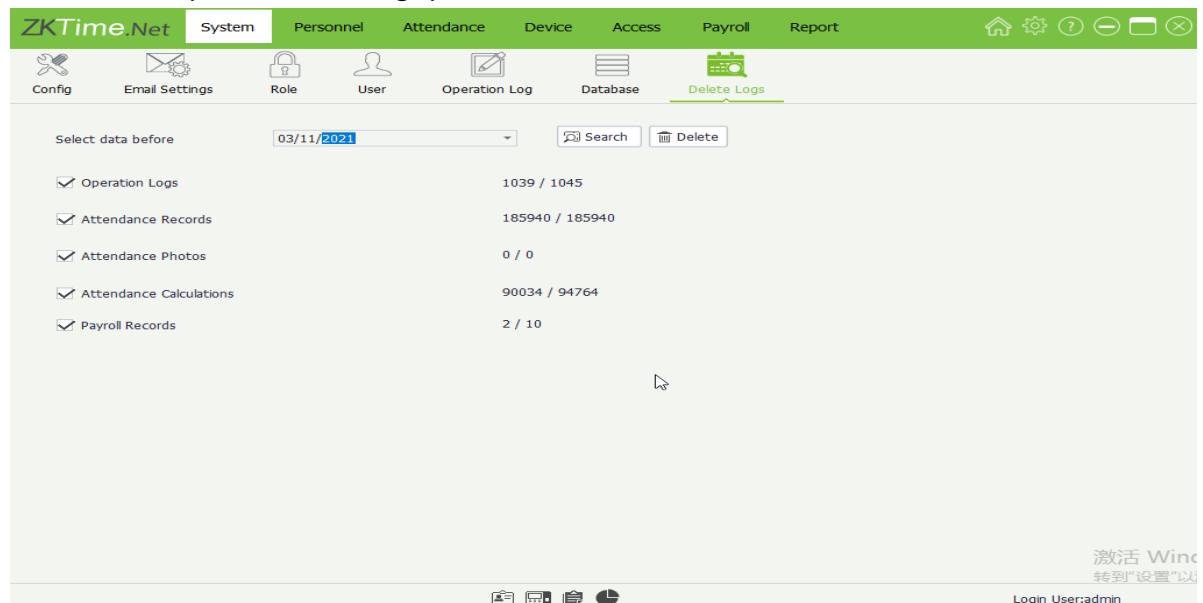 ZKTime.Net System Personnel Attendance Device Access Payroll Report
Config Email Settings Role User Operation Log Database Delete Logs
Select data before 03/11/2021 Search Delete
Operation Logs 1039 / 1045
Attendance Records 185940 / 185940
Attendance Photos 0 / 0
Attendance Calculations 90034 / 94764
Payroll Records 2 / 10
激活 Winc
转到"设置"以
Login User:admin